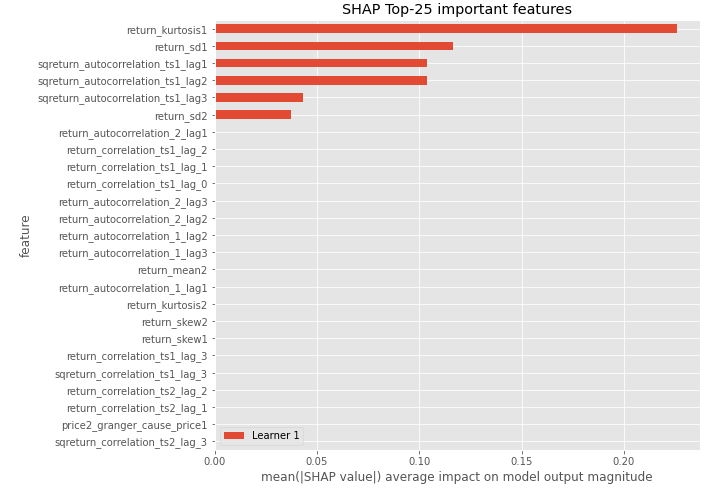 SHAP Top-25 important features
return_kurtosis1
return_sd1
sqreturn_autocorrelation_ts1_lag1
sqreturn_autocorrelation_ts1_lag2
sqreturn_autocorrelation_ts1_lag3
return_sd2
return_autocorrelation_2_lag1
return_correlation_ts1_lag_2
return_correlation_ts1_lag_1
return_correlation_ts1_lag_0
return_autocorrelation_2_lag3
return_autocorrelation_2_lag2
return_autocorrelation_1_lag2
return_autocorrelation_1_lag3
return_mean2
return_autocorrelation_1_lag1
return_kurtosis2
return_skew2
return_skew1
return_correlation_ts1_lag_3
sqreturn_correlation_ts1_lag_3
return_correlation_ts2_lag_2
return_correlation_ts2_lag_1
price2_granger_cause_price1
sqreturn_correlation_ts2_lag_3
feature
Learner 1
0.00 0.05 0.10 0.15 0.20
mean(|SHAP value|) average impact on model output magnitude